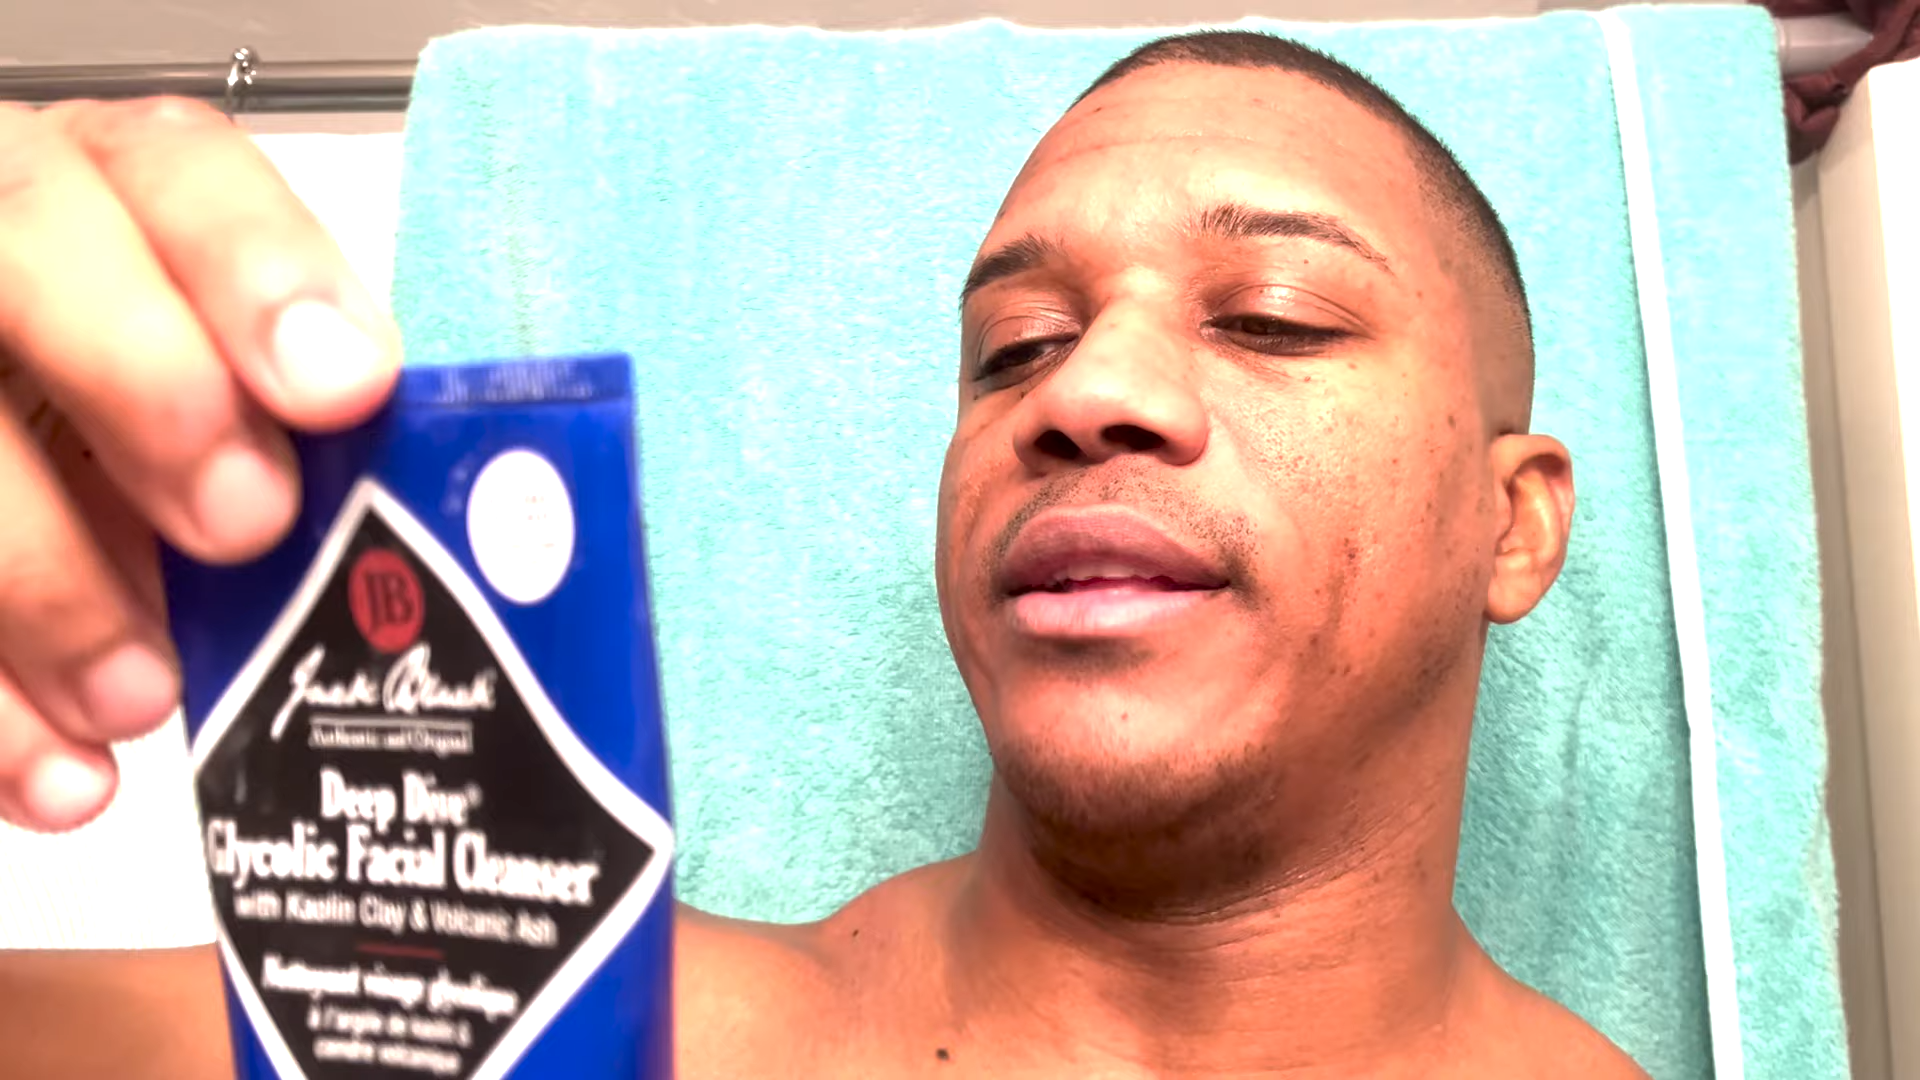 JB
Jack Black
Authentic and Original
Deep Dive®
Glycolic Facial Cleanser
with Kaolin Clay & Volcanic Ash
Nettoyant visage glycolique
à l'argile de kaolin &
cendre volcanique